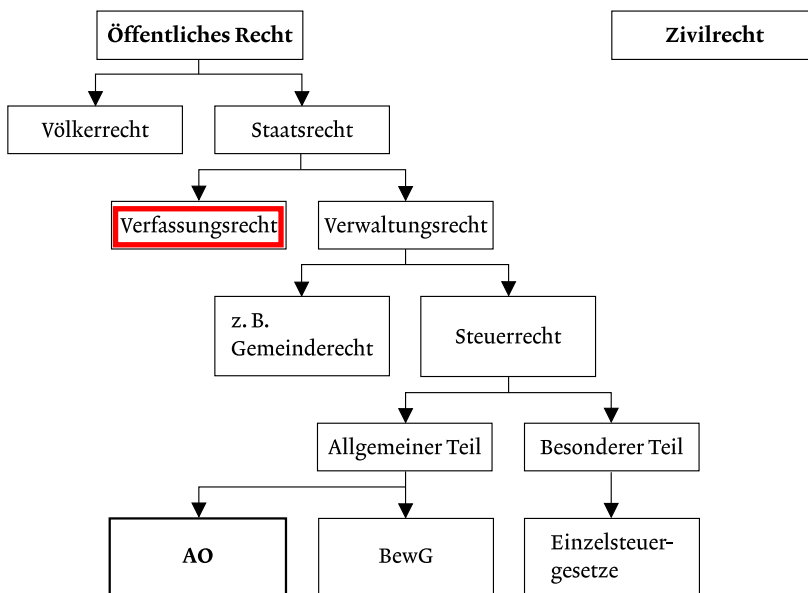 Öffentliches Recht
Zivilrecht
Völkerrecht
Staatsrecht
Verfassungsrecht
Verwaltungsrecht
z. B.
Gemeinderecht
Steuerrecht
Allgemeiner Teil
Besonderer Teil
AO
BewG
Einzelsteuer-
gesetze